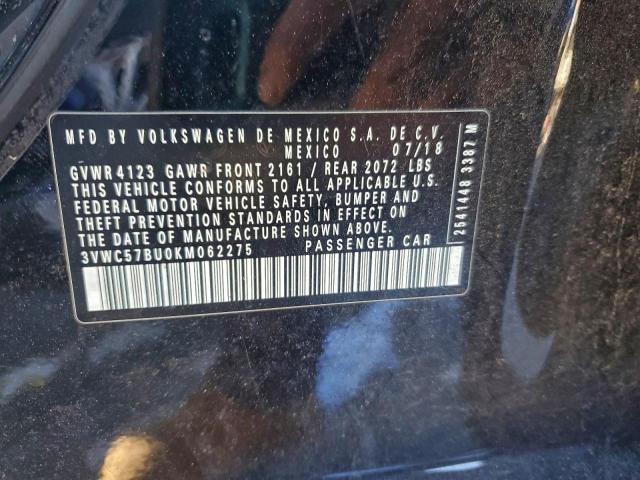 MFD BY VOLKSWAGEN DE MEXICO S.A. DE C.V.
MEXICO 07/18
GVWR 4123 GAWR FRONT 2161 / REAR 2072 LBS
THIS VEHICLE CONFORMS TO ALL APPLICABLE U.S.
FEDERAL MOTOR VEHICLE SAFETY, BUMPER AND
THEFT PREVENTION STANDARDS IN EFFECT ON
THE DATE OF MANUFACTURE SHOWN ABOVE.
3VWC57BU0KM062275 PASSENGER CAR
2541448 3387 M